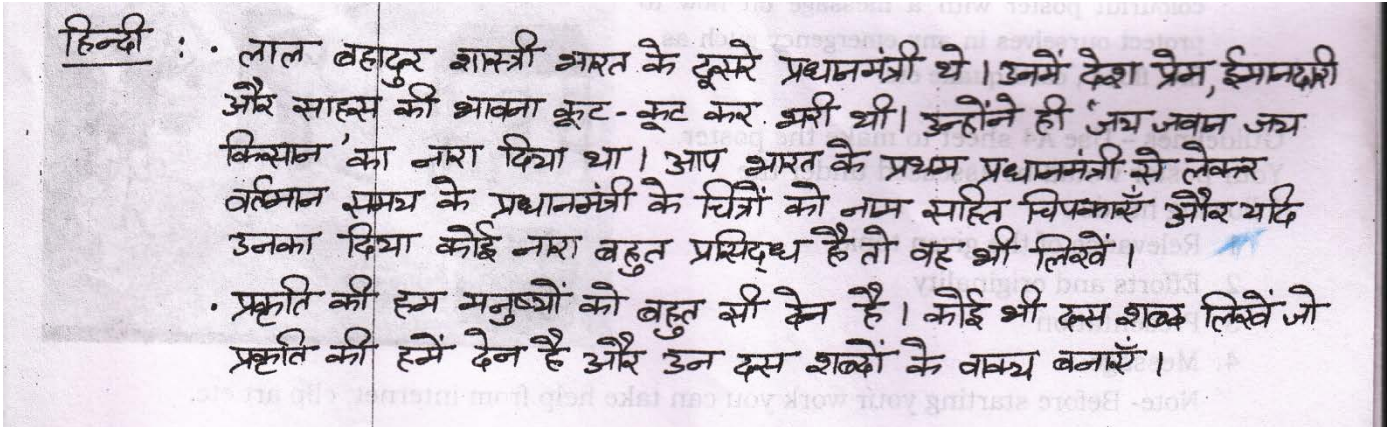 हिन्दी : • लाल बहादुर शास्त्री भारत के दूसरे प्रधानमंत्री थे । उनमें देश प्रेम, ईमानदारी
और साहस की भावना कूट-कूट कर भरी थी । उन्होंने ही 'जय जवान जय
किसान' का नारा दिया था । आप भारत के प्रथम प्रधानमंत्री से लेकर
वर्तमान समय के प्रधानमंत्री के चित्रों को नाम सहित चिपकाएँ और यदि
उनका दिया कोई नारा बहुत प्रसिद्ध है तो वह भी लिखें ।
• प्रकृति की हम मनुष्यों को बहुत सी देन है । कोई भी दस शब्द लिखें जो
प्रकृति की हमें देन है और उन दस शब्दों के वाक्य बनाएँ ।